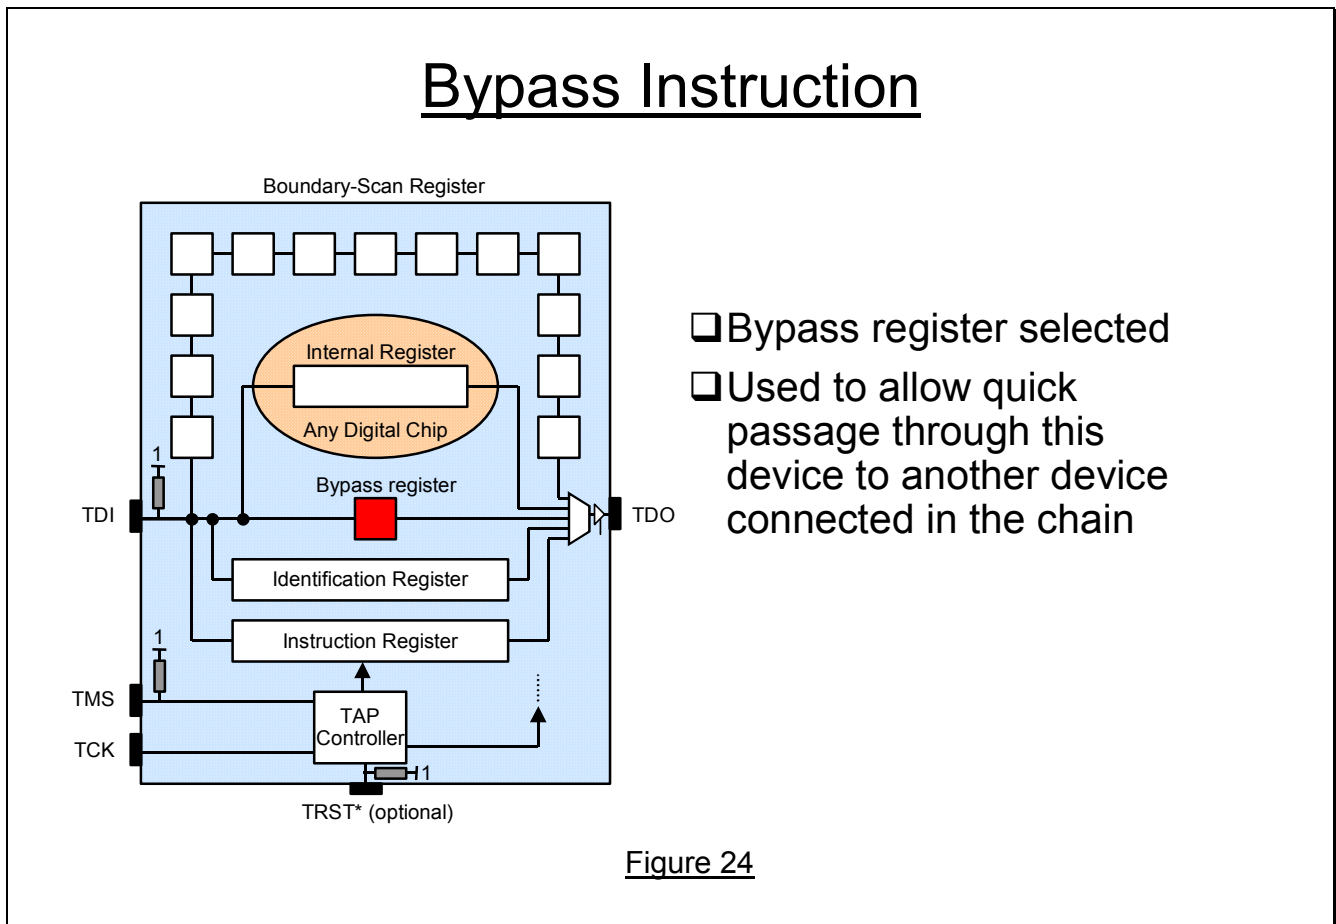 Bypass Instruction
Boundary-Scan Register
Internal Register
Any Digital Chip
1
Bypass register
TDI
TDO
Identification Register
Instruction Register
1
TMS
TAP
Controller
TCK
1
TRST* (optional)
❑Bypass register selected
❑Used to allow quick
passage through this
device to another device
connected in the chain
Figure 24